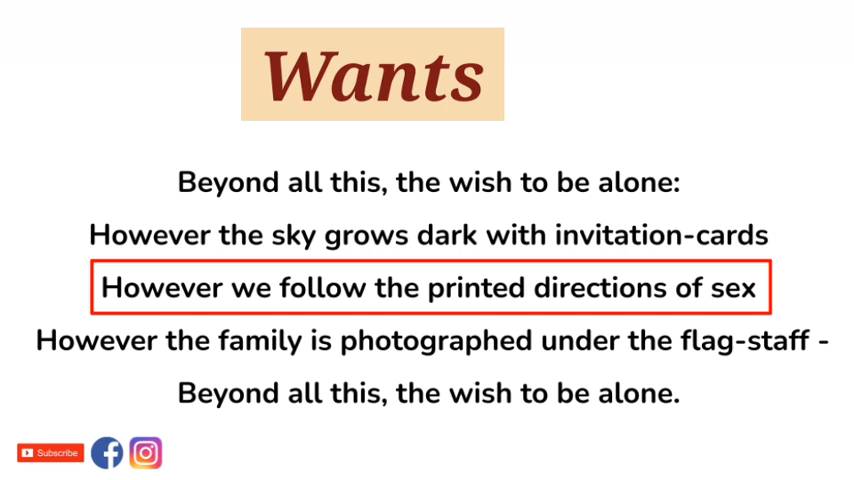 Wants
Beyond all this, the wish to be alone:
However the sky grows dark with invitation-cards
However we follow the printed directions of sex
However the family is photographed under the flag-staff -
Beyond all this, the wish to be alone.
Subscribe